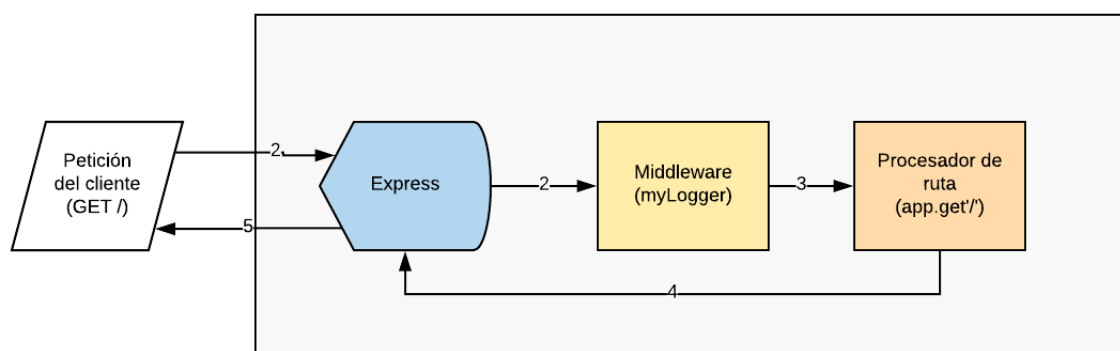 Petición
del cliente
(GET /)
2
5
Express
2
Middleware
(myLogger)
3
Procesador de
ruta
(app.get'/')
4